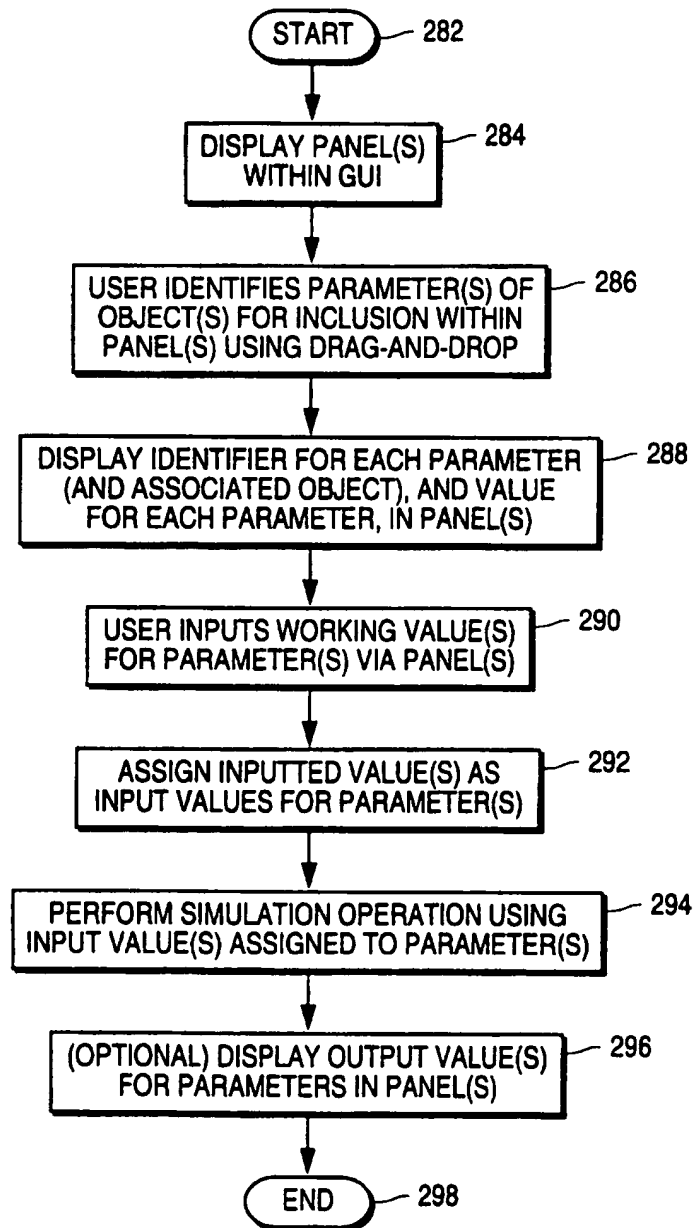 START
282
DISPLAY PANEL(S)
WITHIN GUI
284
USER IDENTIFIES PARAMETER(S) OF
OBJECT(S) FOR INCLUSION WITHIN
PANEL(S) USING DRAG-AND-DROP
286
DISPLAY IDENTIFIER FOR EACH PARAMETER
(AND ASSOCIATED OBJECT), AND VALUE
FOR EACH PARAMETER, IN PANEL(S)
288
USER INPUTS WORKING VALUE(S)
FOR PARAMETER(S) VIA PANEL(S)
290
ASSIGN INPUTTED VALUE(S) AS
INPUT VALUES FOR PARAMETER(S)
292
PERFORM SIMULATION OPERATION USING
INPUT VALUE(S) ASSIGNED TO PARAMETER(S)
294
(OPTIONAL) DISPLAY OUTPUT VALUE(S)
FOR PARAMETERS IN PANEL(S)
296
END
298